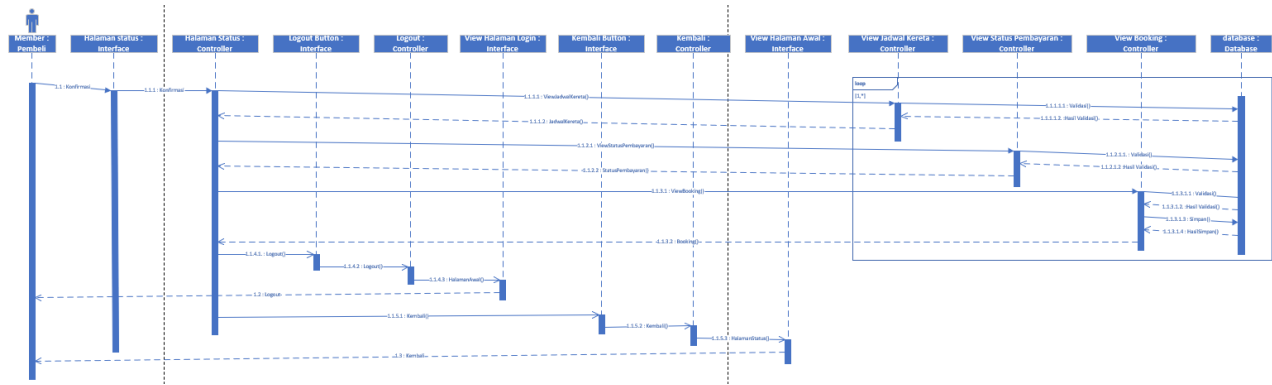 Member :
Pembeli
Halaman status :
Interface
Halaman Status :
Controller
Logout Button :
Interface
Logout :
Controller
View Halaman Login :
Interface
Kembali Button :
Interface
Kembali :
Controller
View Halaman Awal :
Interface
View Jadwal Kereta :
Controller
View Status Pembayaran :
Controller
View Booking :
Controller
database :
Database
loop
[1,*]
1.1 : Konfirmasi
1.1.1 : Konfirmasi
1.1.1.1 : ViewJadwalKereta()
1.1.1.1.1 : Validasi()
1.1.1.1.2 : Hasil Validasi()
1.1.1.2 : JadwalKereta()
1.1.2.1 : ViewStatusPembayaran()
1.1.2.1.1. : Validasi()
1.1.2.1.2 :Hasil Validasi()
1.1.2.2 : StatusPembayaran()
1.1.3.1 : ViewBooking()
1.1.3.1.1 : Validasi()
1.1.3.1.2. :Hasil Validasi()
1.1.3.1.3 : Simpan()
1.1.3.1.4 : HasilSimpan()
1.1.3.2 : Booking()
1.1.4.1. : Logout()
1.1.4.2 : Logout()
1.1.4.3 : HalamanAwal()
1.2 : Logout
1.1.5.1 : Kembali()
1.1.5.2 : Kembali()
1.1.5.3 : HalamanStatus()
1.3 : Kembali